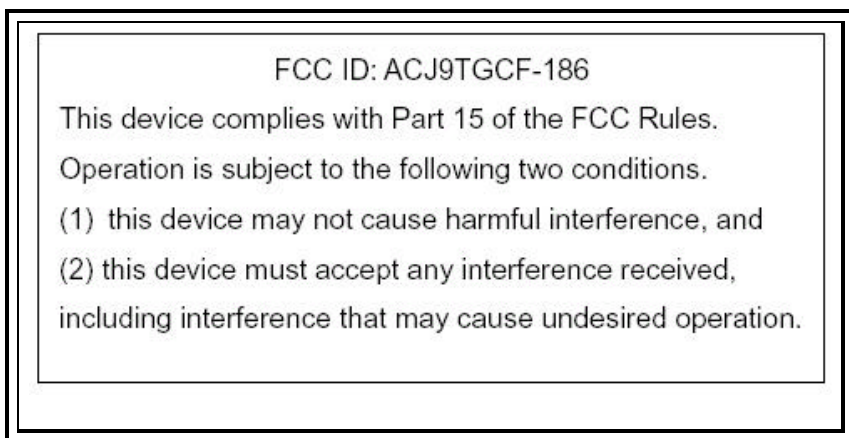 FCC ID: ACJ9TGCF-186
This device complies with Part 15 of the FCC Rules.
Operation is subject to the following two conditions.
(1) this device may not cause harmful interference, and
(2) this device must accept any interference received,
including interference that may cause undesired operation.